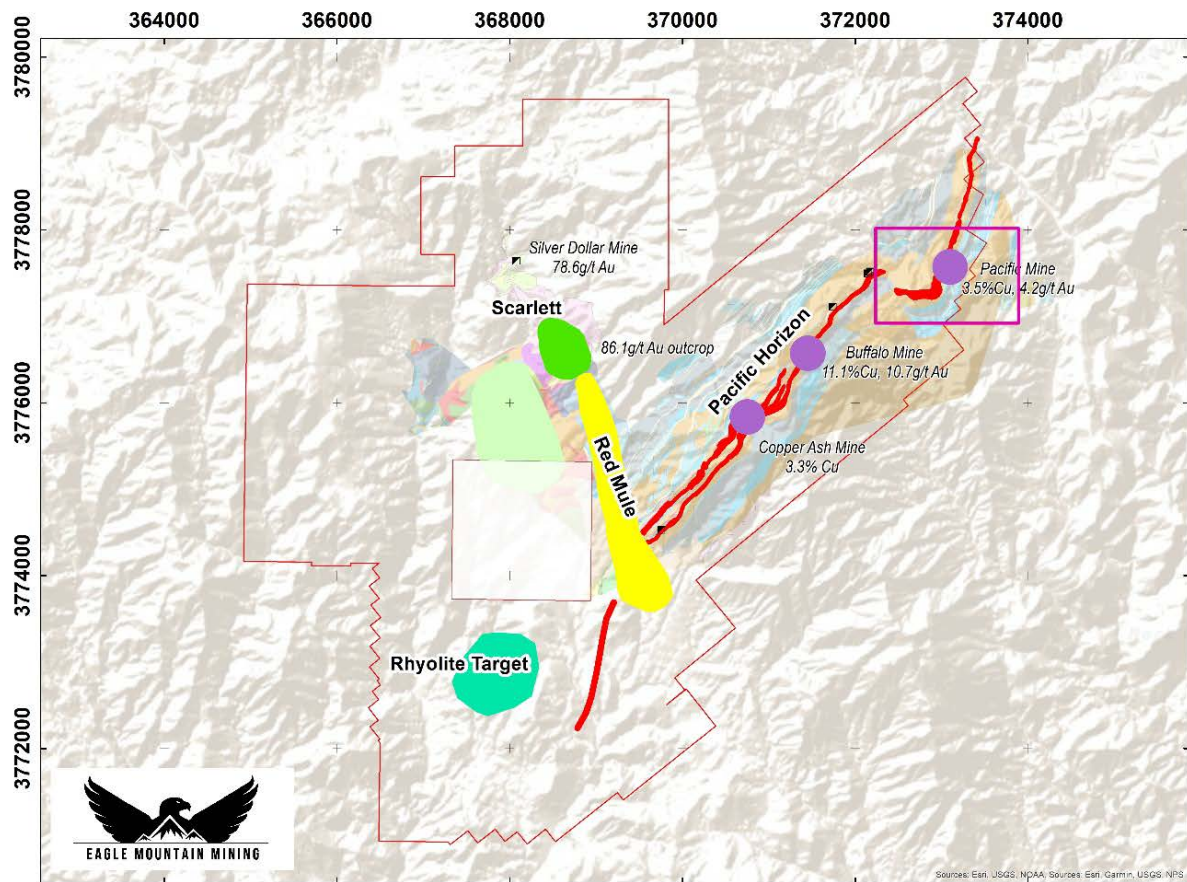 364000
366000
368000
370000
372000
374000
3780000
3778000
3776000
3774000
3772000
Silver Dollar Mine
78.6g/t Au
Scarlett
86.1g/t Au outcrop
Pacific Mine
3.5%Cu, 4.2g/t Au
Pacific Horizon
Buffalo Mine
11.1%Cu, 10.7g/t Au
Copper Ash Mine
3.3% Cu
Red Mule
Rhyolite Target
EAGLE MOUNTAIN MINING
Sources: Esri, USGS, NOAA, Sources: Esri, Garmin, USGS, NPS